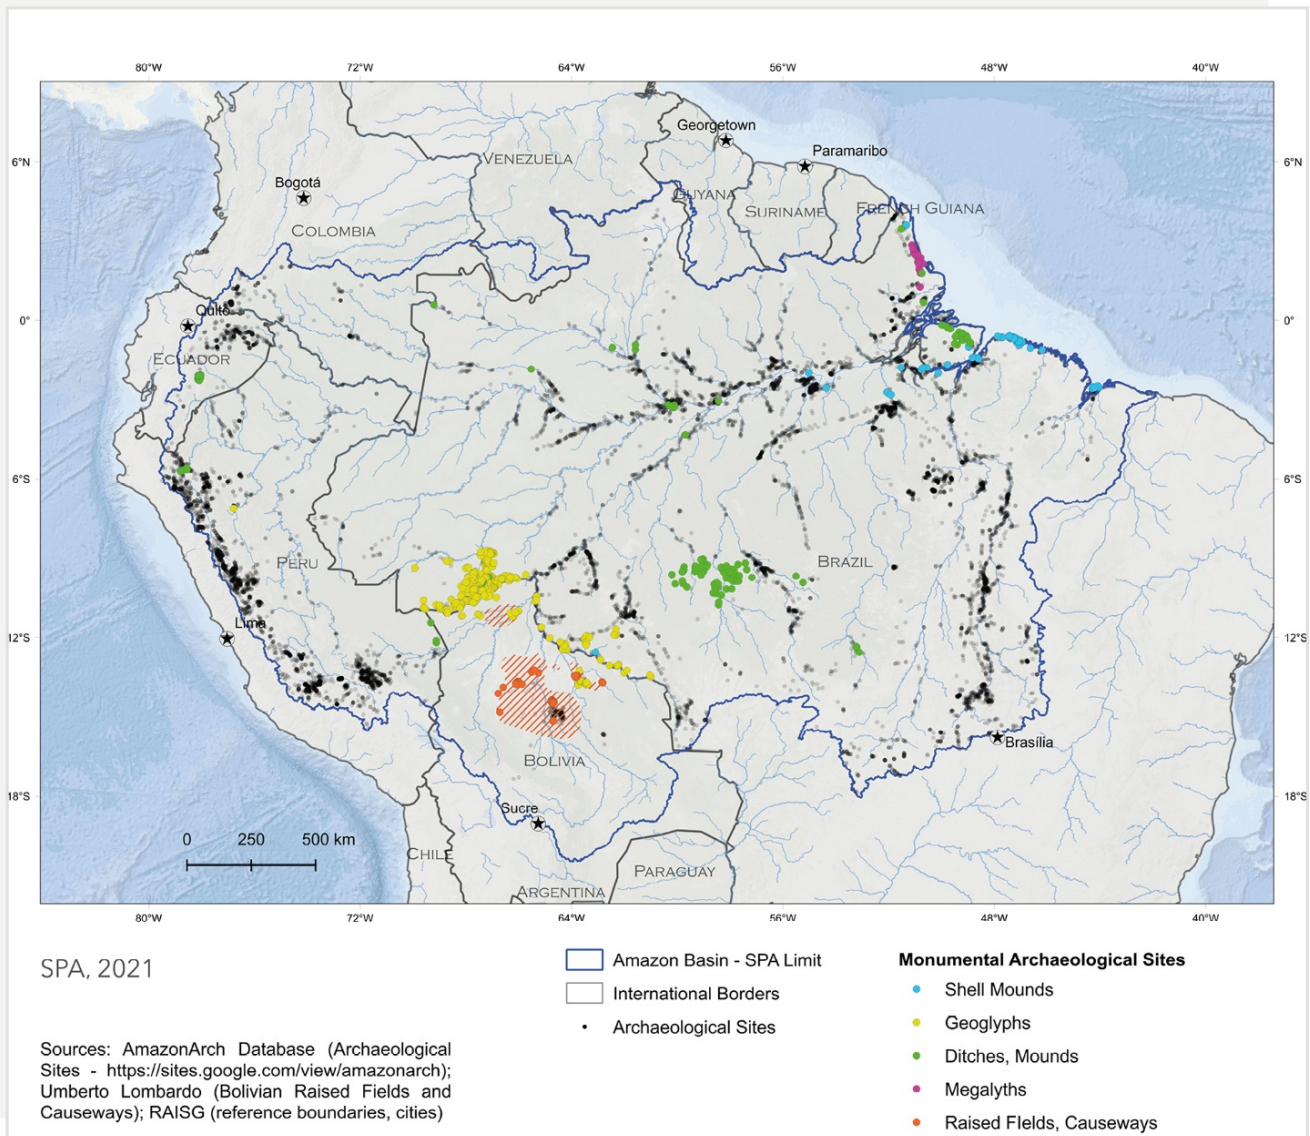 80°W 72°W 64°W 56°W 48°W 40°W
Georgetown
Paramaribo
6°N 6°N
VENEZUELA
Bogotá
GUYANA
SURINAME
FRENCH GUIANA
COLOMBIA
Quito
0° 0°
ECUADOR
6°S 6°S
PERU
BRAZIL
Lima
12°S 12°S
Brasília
BOLIVIA
18°S 18°S
Sucre
0 250 500 km
CHILE
PARAGUAY
ARGENTINA
80°W 72°W 64°W 56°W 48°W 40°W
SPA, 2021
Sources: AmazonArch Database (Archaeological
Sites - https://sites.google.com/view/amazonarch);
Umberto Lombardo (Bolivian Raised Fields and
Causeways); RAISG (reference boundaries, cities)
Amazon Basin - SPA Limit
International Borders
Archaeological Sites
Monumental Archaeological Sites
Shell Mounds
Geoglyphs
Ditches, Mounds
Megalyths
Raised FIelds, Causeways